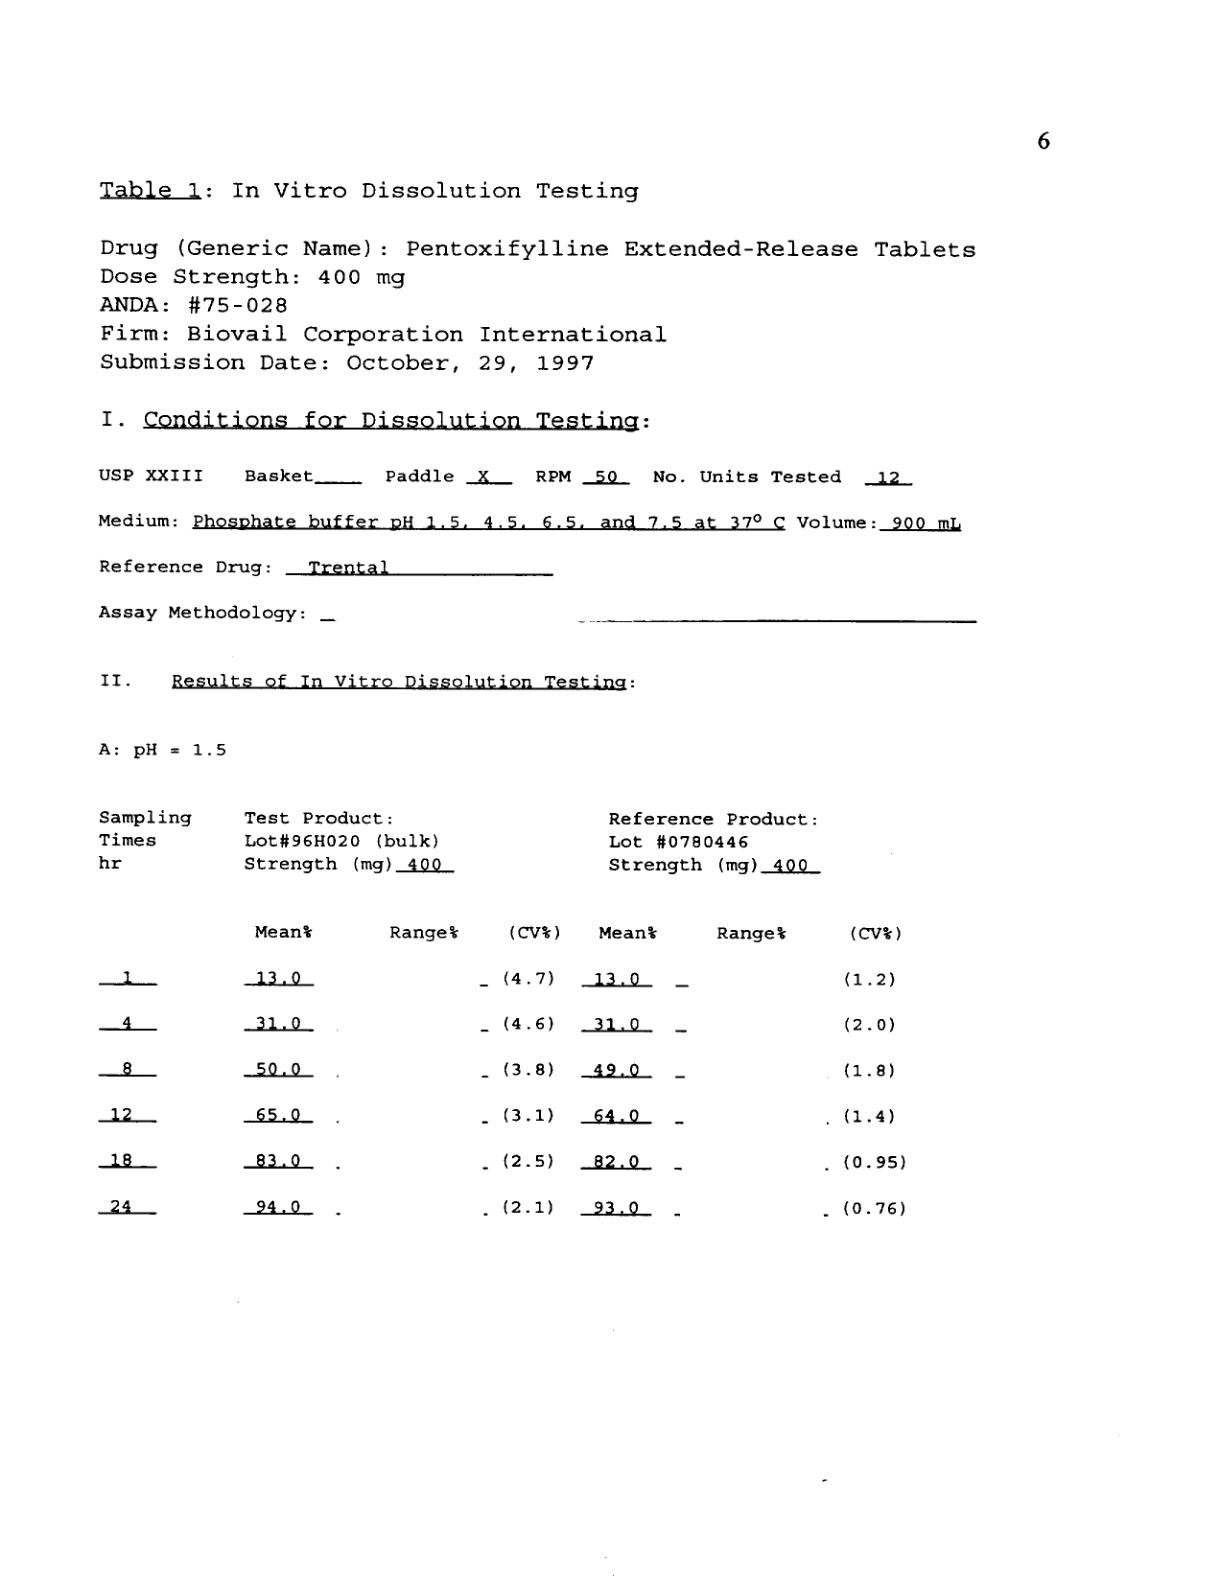 6
Table 1: In Vitro Dissolution Testing
Drug (Generic Name): Pentoxifylline Extended-Release Tablets
Dose Strength: 400 mg
ANDA: #75-028
Firm: Biovail Corporation International
Submission Date: October, 29, 1997
I. Conditions for Dissolution Testing:
USP XXIII Basket____ Paddle X RPM 50 No. Units Tested 12
Medium: Phosphate buffer pH 1.5, 4.5, 6.5, and 7.5 at 37° C Volume: 900 mL
Reference Drug: Trental
Assay Methodology:
II. Results of In Vitro Dissolution Testing:
A: pH = 1.5
Sampling Test Product: Reference Product:
Times Lot#96H020 (bulk) Lot #0780446
hr Strength (mg) 400 Strength (mg) 400
Mean% Range% (CV%) Mean% Range% (CV%)
1 13.0 (4.7) 13.0 (1.2)
4 31.0 (4.6) 31.0 (2.0)
8 50.0 (3.8) 49.0 (1.8)
12 65.0 (3.1) 64.0 (1.4)
18 83.0 (2.5) 82.0 (0.95)
24 94.0 (2.1) 93.0 (0.76)